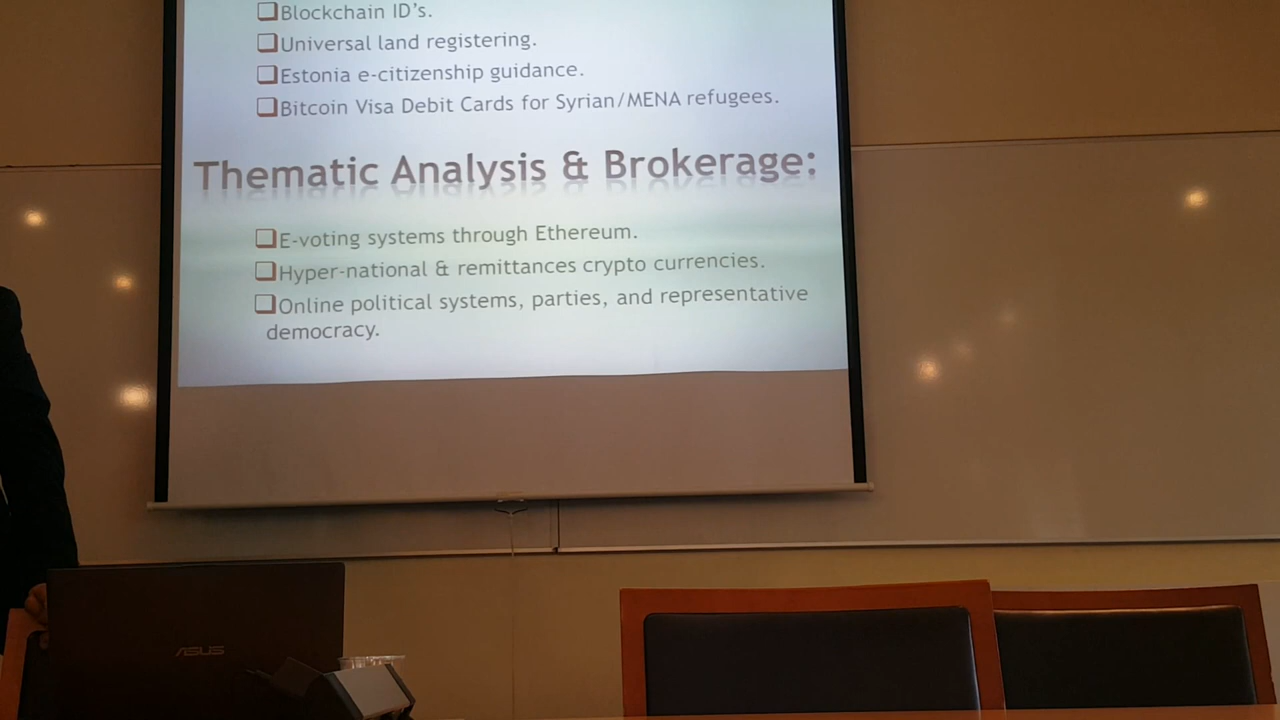 ❑Blockchain ID's.
❑Universal land registering.
❑Estonia e-citizenship guidance.
❑Bitcoin Visa Debit Cards for Syrian/MENA refugees.
Thematic Analysis & Brokerage:
❑E-voting systems through Ethereum.
❑Hyper-national & remittances crypto currencies.
❑Online political systems, parties, and representative
democracy.
ASUS